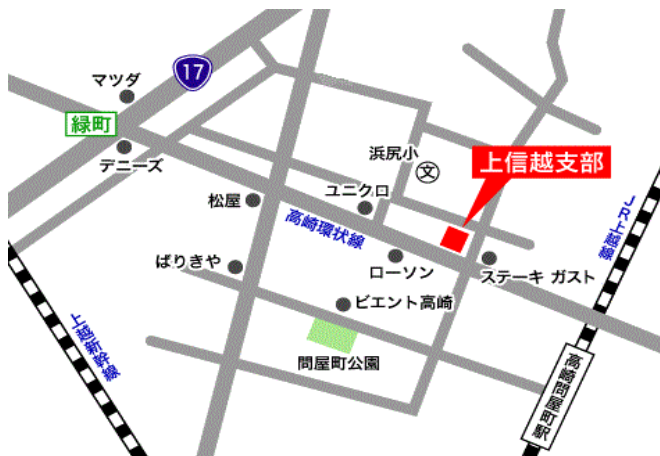 マツダ
17
緑町
デニーズ
浜尻小
文
上信越支部
ユニクロ
松屋
高崎環状線
JR上越線
ばりきや
ローソン
ステーキ ガスト
ビエント高崎
上越新幹線
問屋町公園
高崎問屋町駅